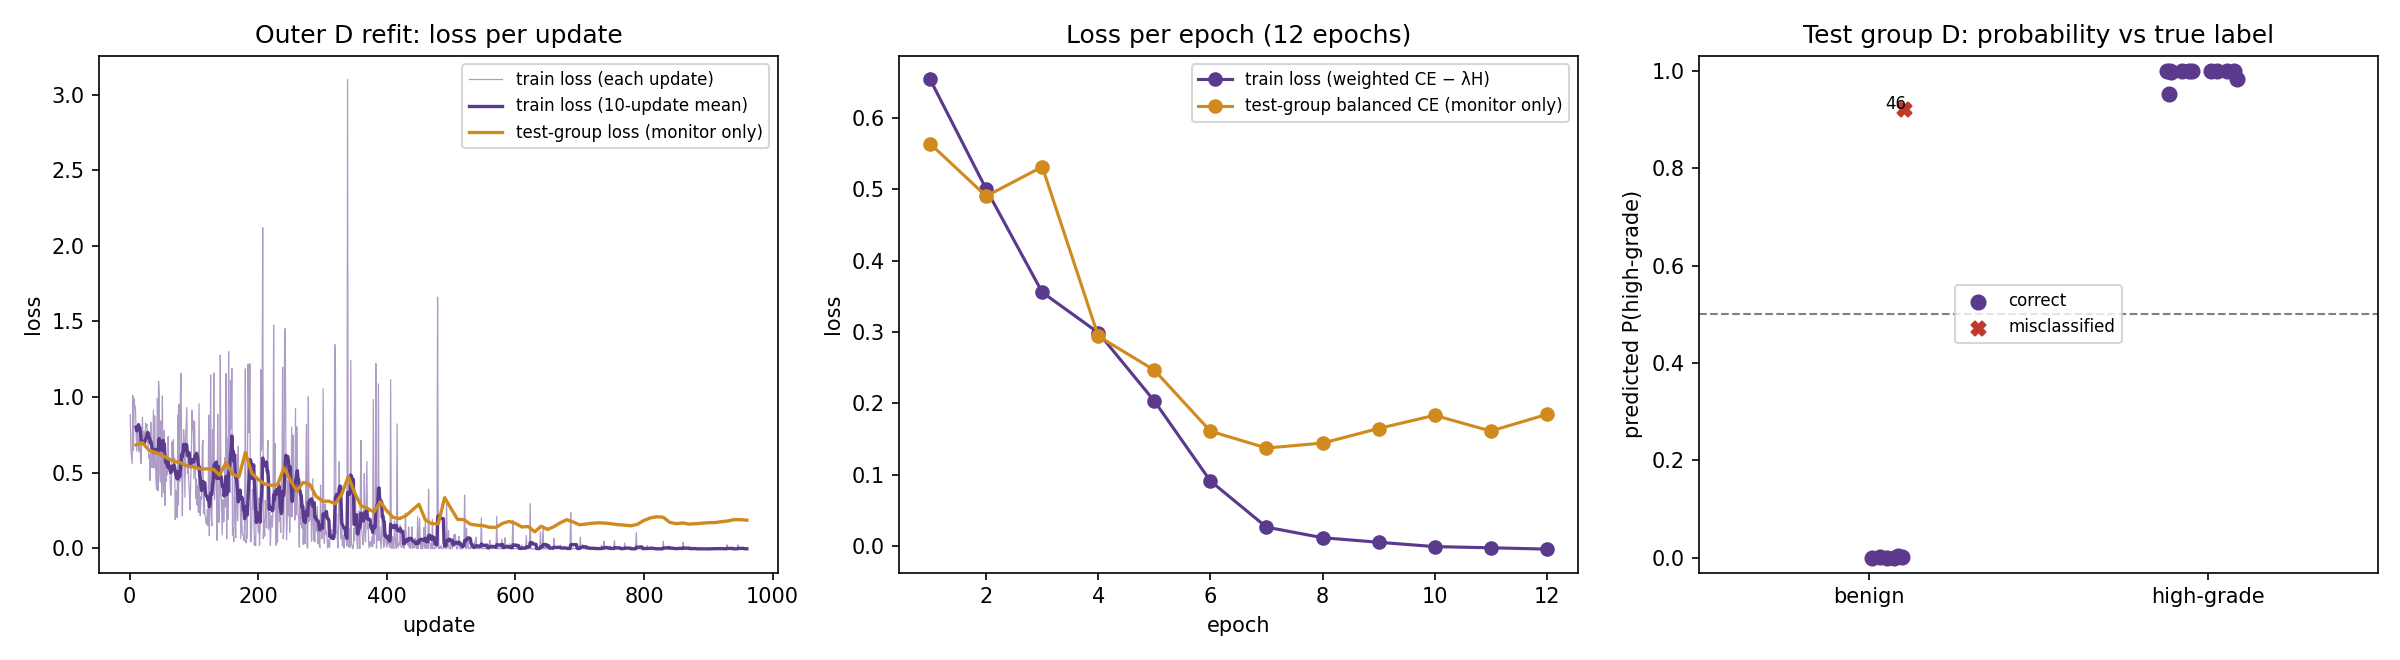 Outer D refit: loss per update
train loss (each update)
train loss (10-update mean)
test-group loss (monitor only)
loss
3.0
2.5
2.0
1.5
1.0
0.5
0.0
0 200 400 600 800 1000
update
Loss per epoch (12 epochs)
train loss (weighted CE − λH)
test-group balanced CE (monitor only)
loss
0.6
0.5
0.4
0.3
0.2
0.1
0.0
2 4 6 8 10 12
epoch
Test group D: probability vs true label
46
correct
misclassified
predicted P(high-grade)
1.0
0.8
0.6
0.4
0.2
0.0
benign high-grade